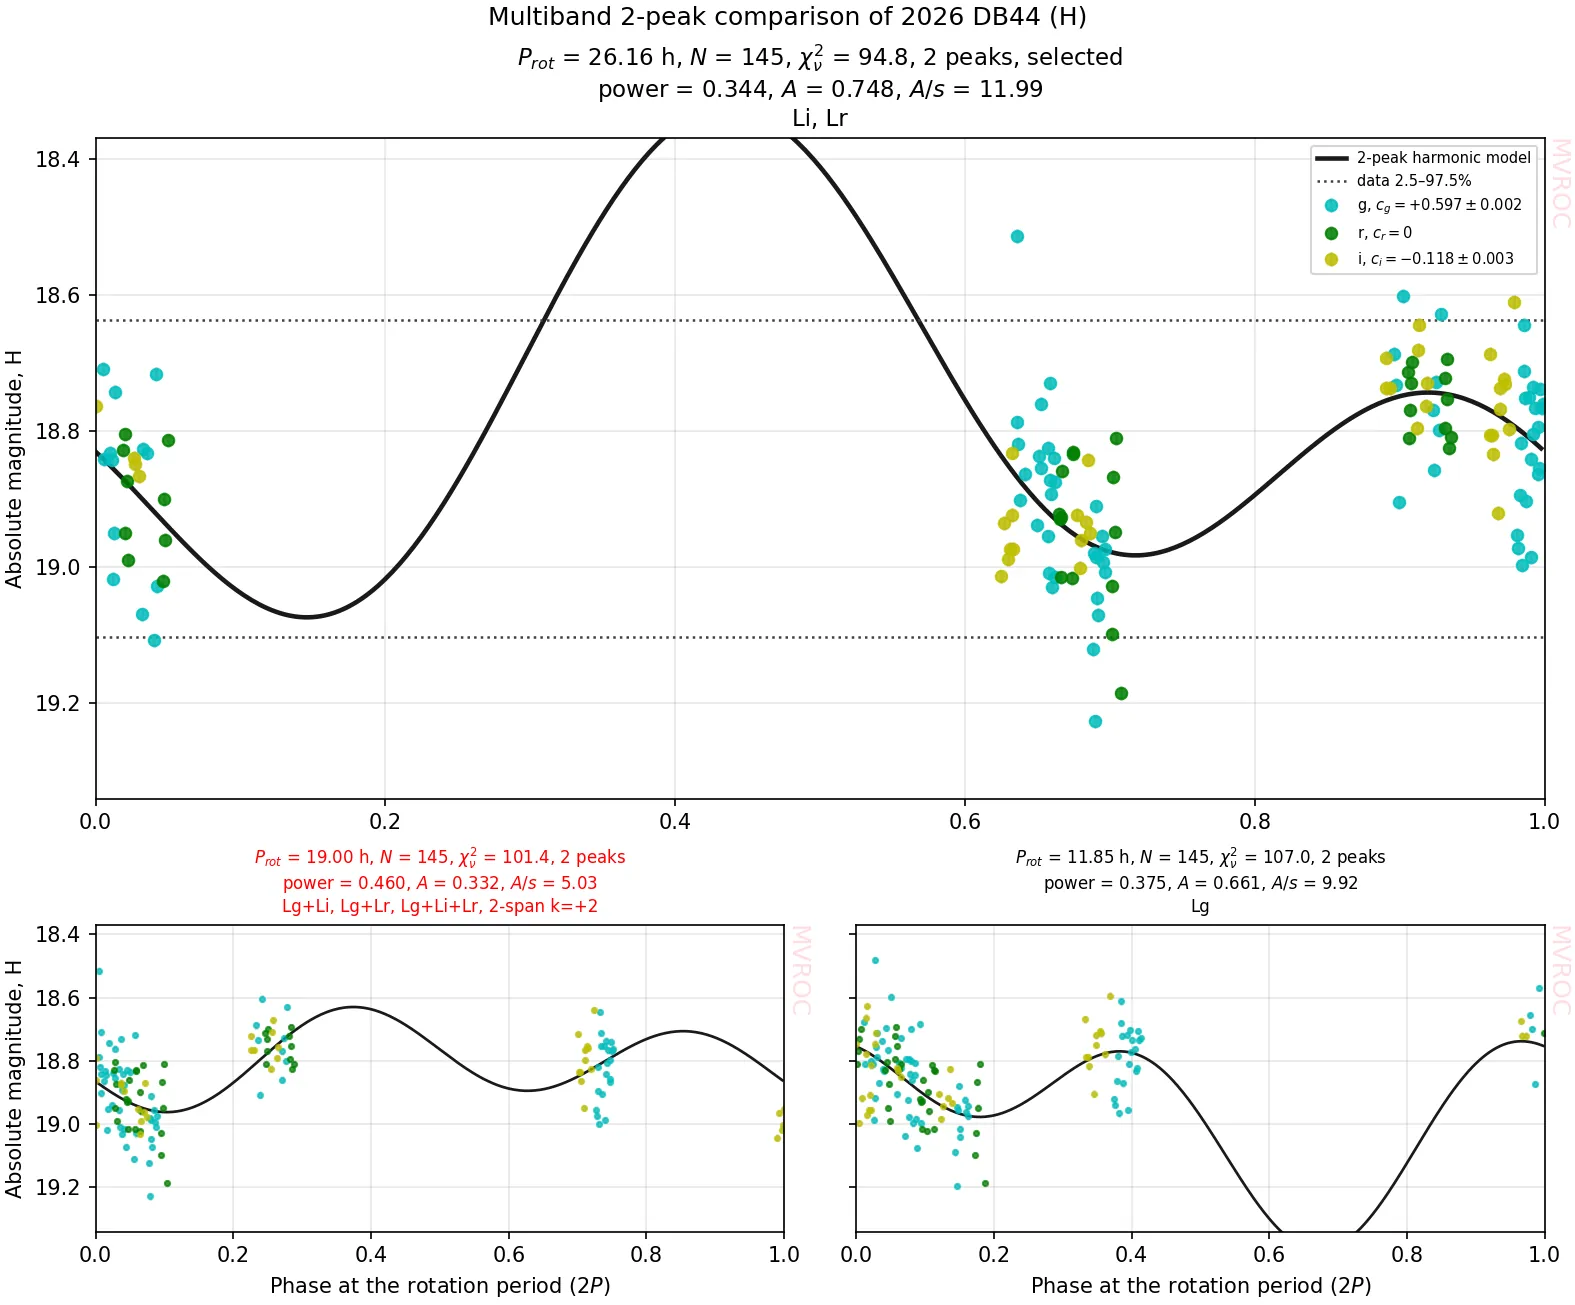 Multiband 2-peak comparison of 2026 DB44 (H)
P_rot = 26.16 h, N = 145, χ²_ν = 94.8, 2 peaks, selected
power = 0.344, A = 0.748, A/s = 11.99
Li, Lr
18.4
18.6
18.8
19.0
19.2
Absolute magnitude, H
2-peak harmonic model
data 2.5–97.5%
g, c_g = +0.597 ± 0.002
r, c_r = 0
i, c_i = −0.118 ± 0.003
MVROC
0.0 0.2 0.4 0.6 0.8 1.0
P_rot = 19.00 h, N = 145, χ²_ν = 101.4, 2 peaks
power = 0.460, A = 0.332, A/s = 5.03
Lg+Li, Lg+Lr, Lg+Li+Lr, 2-span k=+2
18.4
18.6
18.8
19.0
19.2
Absolute magnitude, H
MVROC
0.0 0.2 0.4 0.6 0.8 1.0
Phase at the rotation period (2P)
P_rot = 11.85 h, N = 145, χ²_ν = 107.0, 2 peaks
power = 0.375, A = 0.661, A/s = 9.92
Lg
MVROC
0.0 0.2 0.4 0.6 0.8 1.0
Phase at the rotation period (2P)